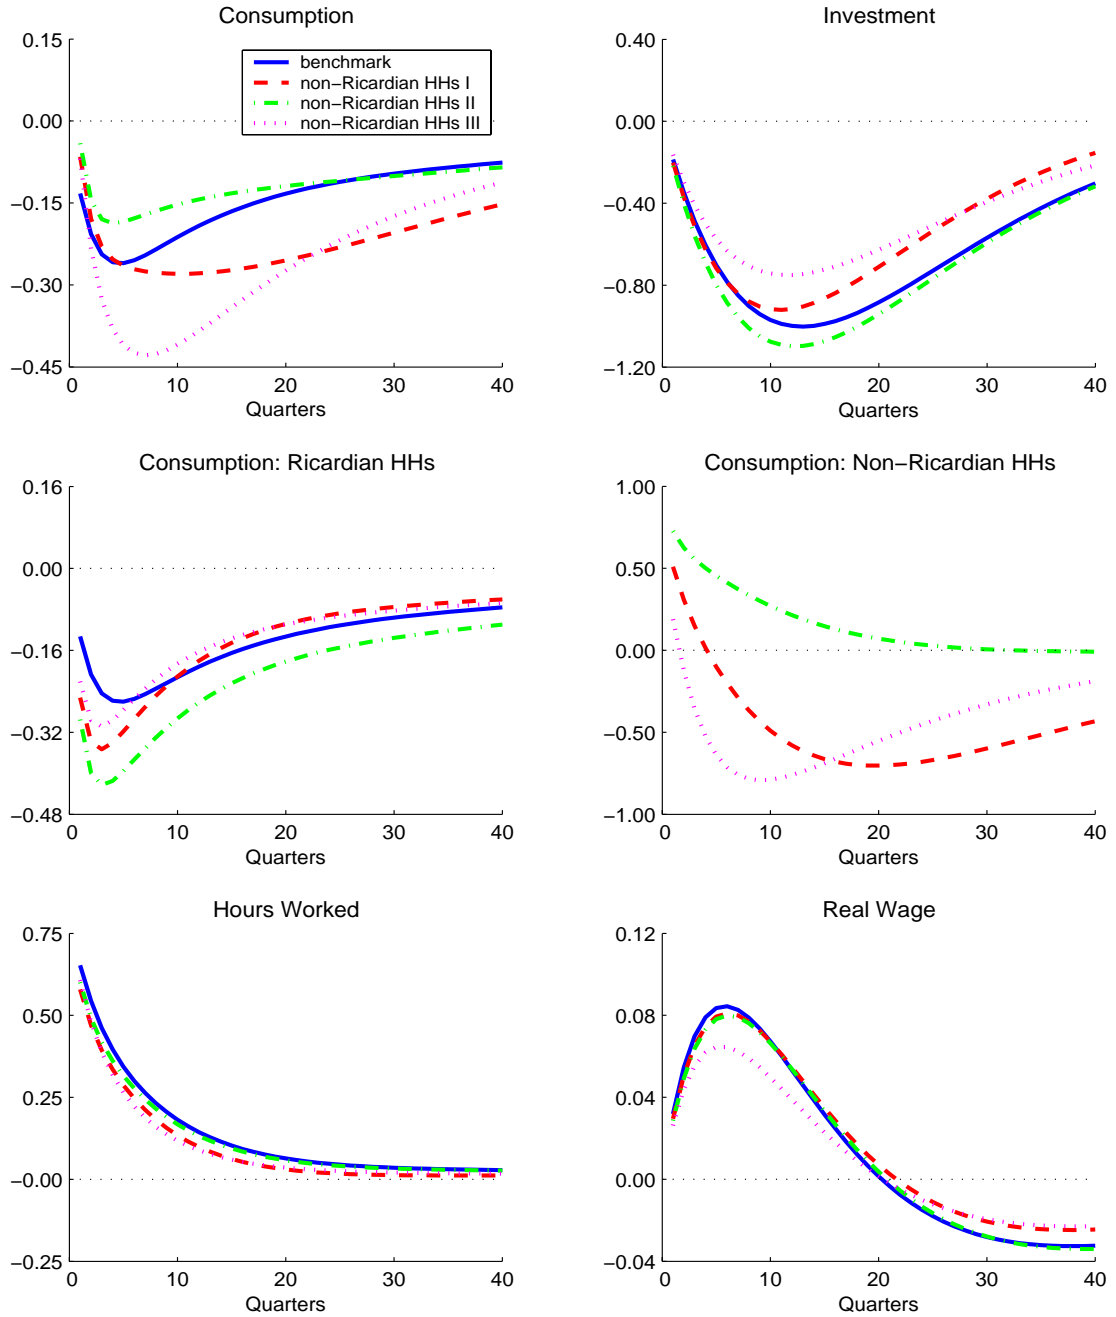 Consumption
0.15
0.00
−0.15
−0.30
−0.45
0 10 20 30 40
Quarters
benchmark
non−Ricardian HHs I
non−Ricardian HHs II
non−Ricardian HHs III
Investment
0.40
0.00
−0.40
−0.80
−1.20
0 10 20 30 40
Quarters
Consumption: Ricardian HHs
0.16
0.00
−0.16
−0.32
−0.48
0 10 20 30 40
Quarters
Consumption: Non−Ricardian HHs
1.00
0.50
0.00
−0.50
−1.00
0 10 20 30 40
Quarters
Hours Worked
0.75
0.50
0.25
−0.00
−0.25
0 10 20 30 40
Quarters
Real Wage
0.12
0.08
0.04
0.00
−0.04
0 10 20 30 40
Quarters